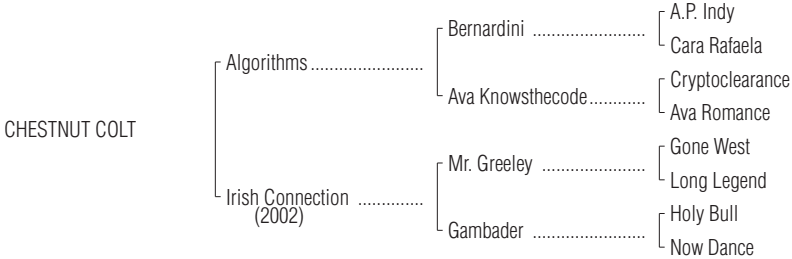 A.P. Indy
Bernardini ........................
Cara Rafaela
Algorithms ........................
Cryptoclearance
Ava Knowsthecode ............
Ava Romance
CHESTNUT COLT
Gone West
Mr. Greeley ......................
Long Legend
Irish Connection ..............
(2002)
Holy Bull
Gambader ........................
Now Dance